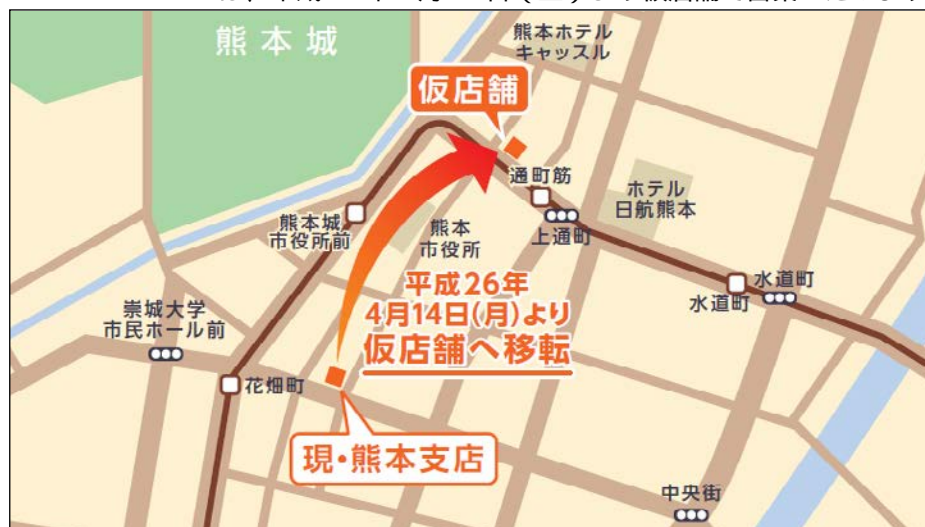 熊本城
熊本ホテル
キャッスル
仮店舗
通町筋
ホテル
日航熊本
上通町
熊本城
市役所前
熊本
市役所
平成26年
4月14日(月)より
仮店舗へ移転
水道町
水道町
崇城大学
市民ホール前
花畑町
現・熊本支店
中央街